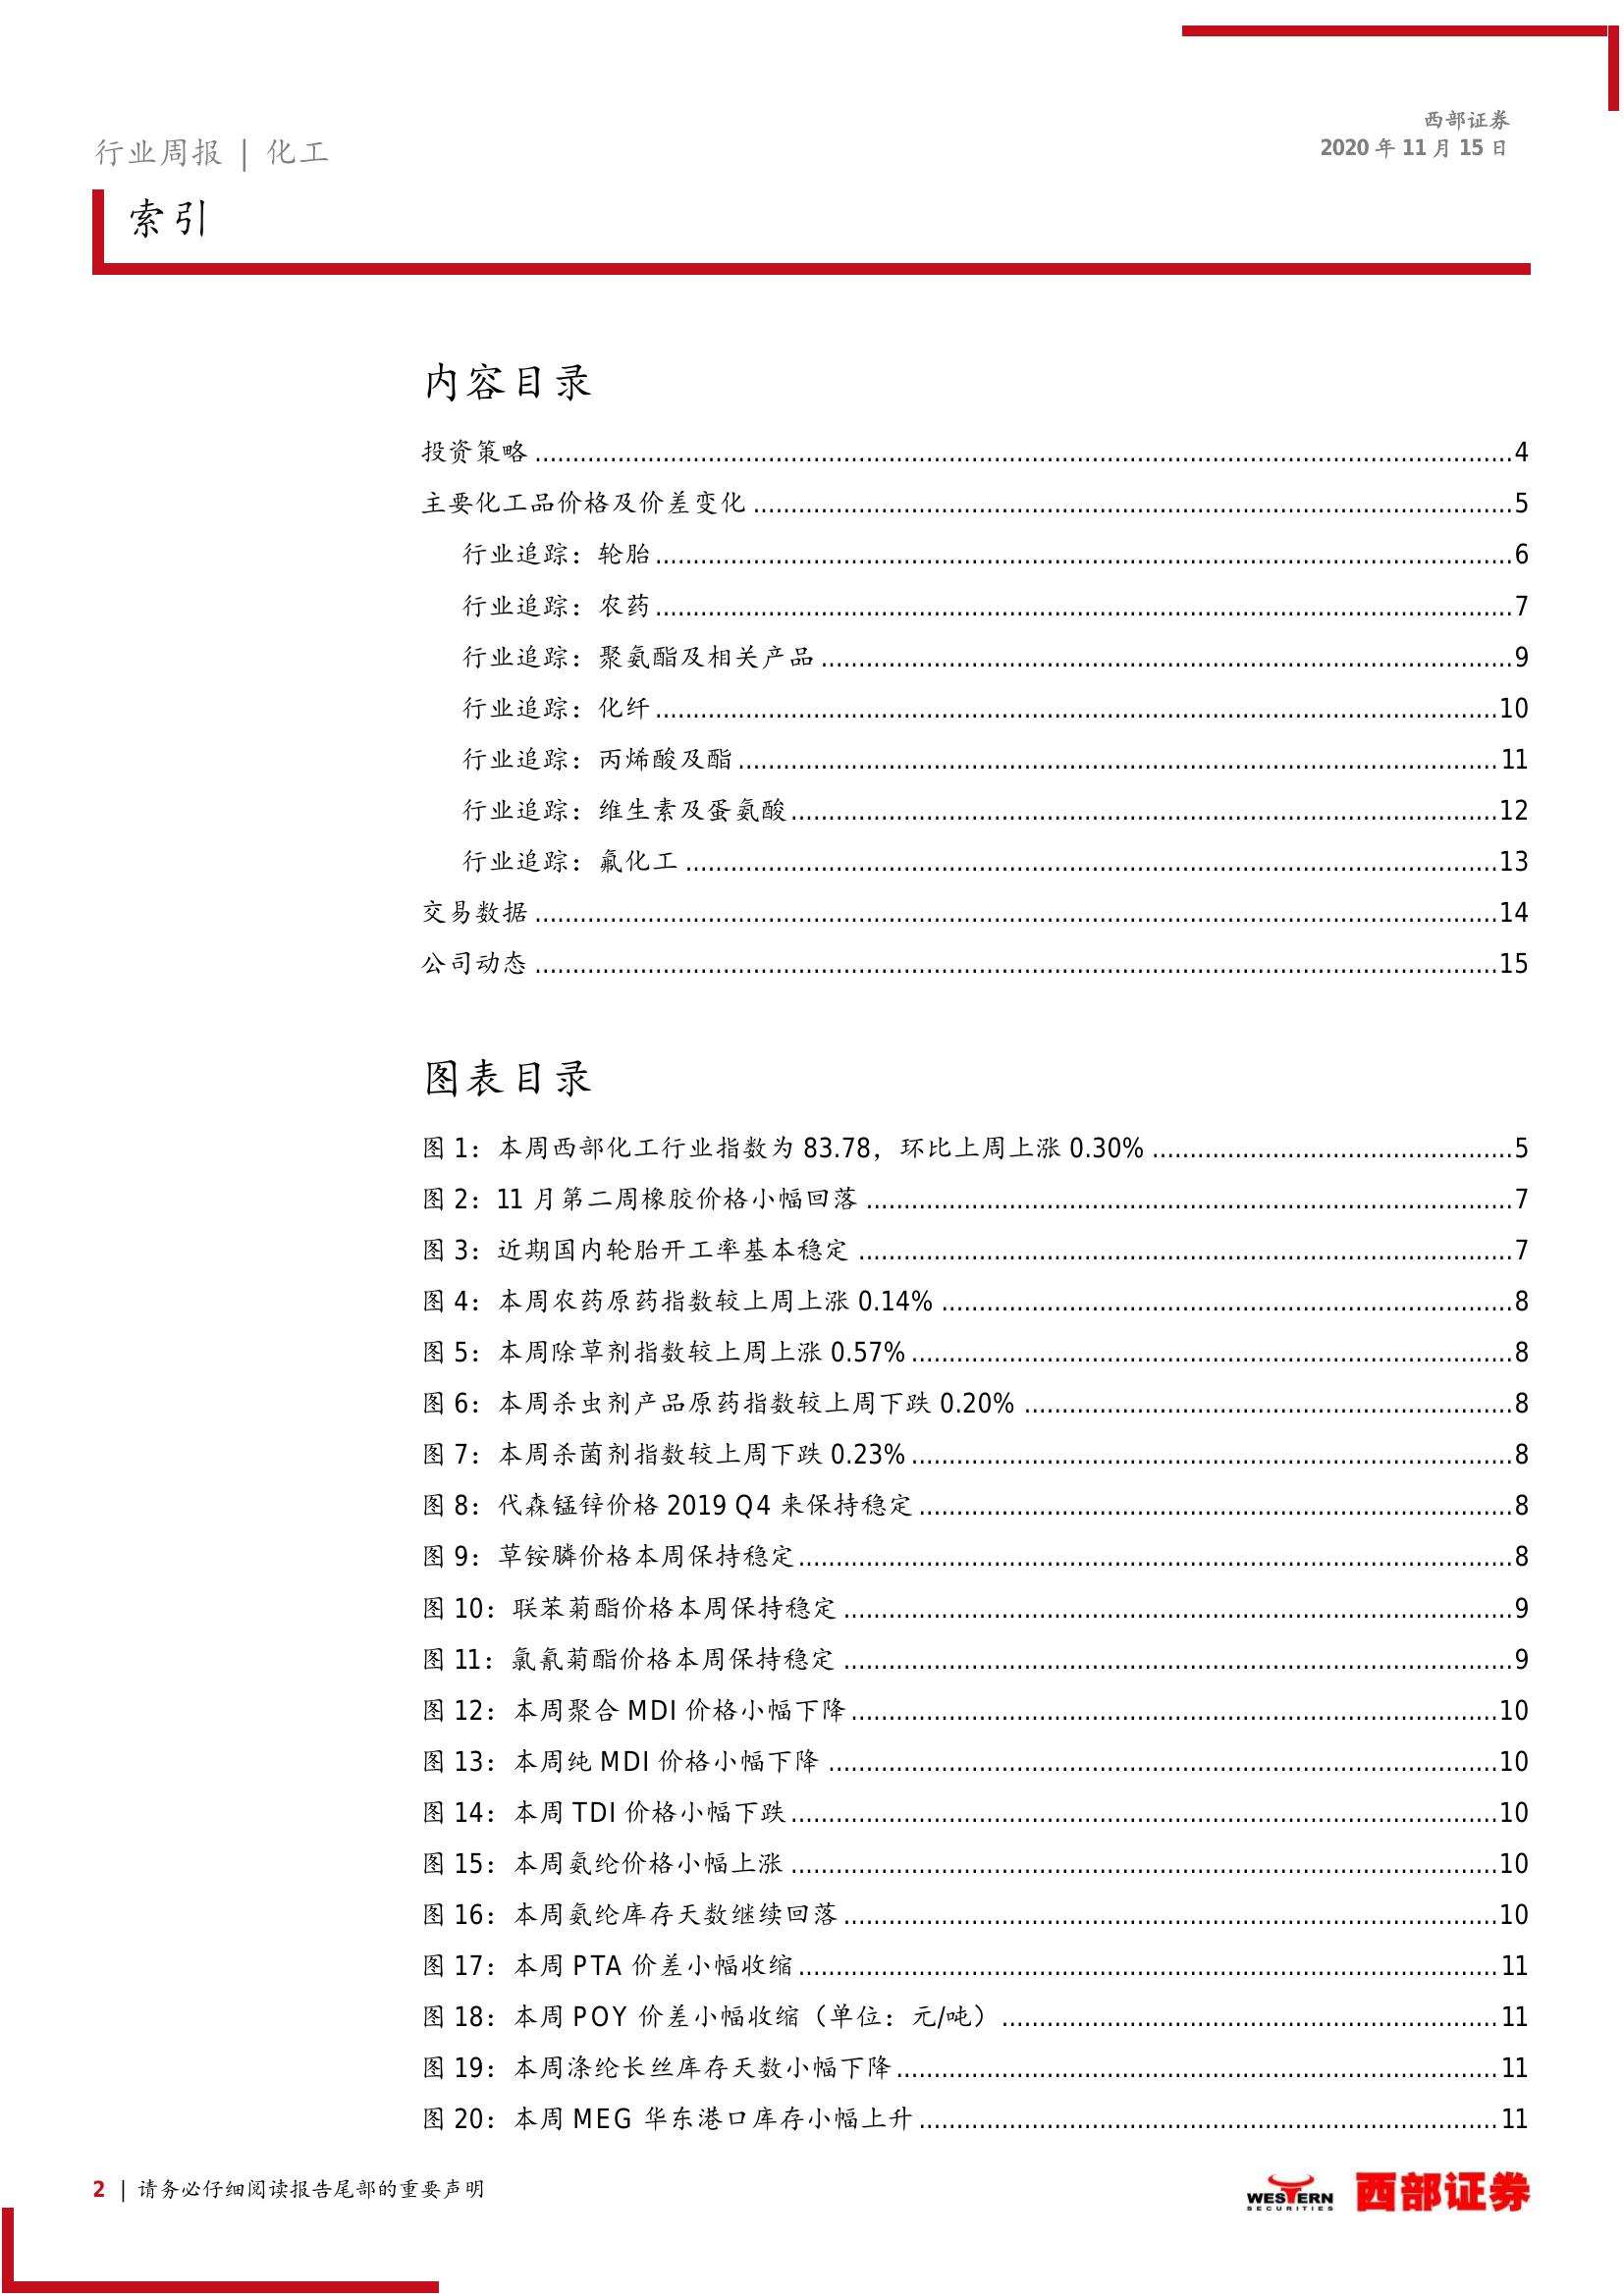 西部证券
2020 年 11 月 15 日
行业周报 | 化工
索引
内容目录
投资策略 ........ 4
主要化工品价格及价差变化 ........ 5
行业追踪：轮胎 ........ 6
行业追踪：农药 ........ 7
行业追踪：聚氨酯及相关产品 ........ 9
行业追踪：化纤 ........ 10
行业追踪：丙烯酸及酯 ........ 11
行业追踪：维生素及蛋氨酸 ........ 12
行业追踪：氟化工 ........ 13
交易数据 ........ 14
公司动态 ........ 15
图表目录
图 1：本周西部化工行业指数为 83.78，环比上周上涨 0.30% ........ 5
图 2：11 月第二周橡胶价格小幅回落 ........ 7
图 3：近期国内轮胎开工率基本稳定 ........ 7
图 4：本周农药原药指数较上周上涨 0.14% ........ 8
图 5：本周除草剂指数较上周上涨 0.57% ........ 8
图 6：本周杀虫剂产品原药指数较上周下跌 0.20% ........ 8
图 7：本周杀菌剂指数较上周下跌 0.23% ........ 8
图 8：代森锰锌价格 2019 Q4 来保持稳定 ........ 8
图 9：草铵膦价格本周保持稳定 ........ 8
图 10：联苯菊酯价格本周保持稳定 ........ 9
图 11：氯氰菊酯价格本周保持稳定 ........ 9
图 12：本周聚合 MDI 价格小幅下降 ........ 10
图 13：本周纯 MDI 价格小幅下降 ........ 10
图 14：本周 TDI 价格小幅下跌 ........ 10
图 15：本周氨纶价格小幅上涨 ........ 10
图 16：本周氨纶库存天数继续回落 ........ 10
图 17：本周 PTA 价差小幅收缩 ........ 11
图 18：本周 POY 价差小幅收缩（单位：元/吨） ........ 11
图 19：本周涤纶长丝库存天数小幅下降 ........ 11
图 20：本周 MEG 华东港口库存小幅上升 ........ 11
2 | 请务必仔细阅读报告尾部的重要声明
WESTERN
SECURITIES
西部证券